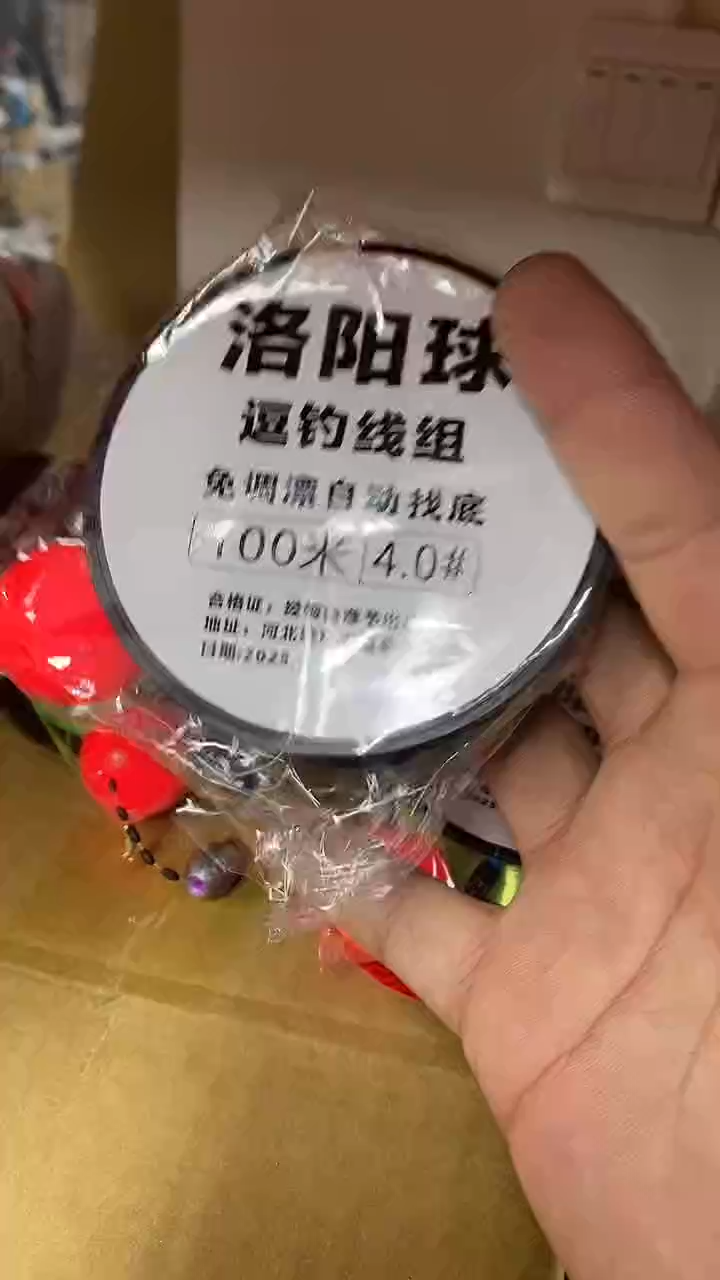 洛阳球
逗钓线组
免调漂自动找底
100米 4.0#
合格证:
地址:河北
日期:2025